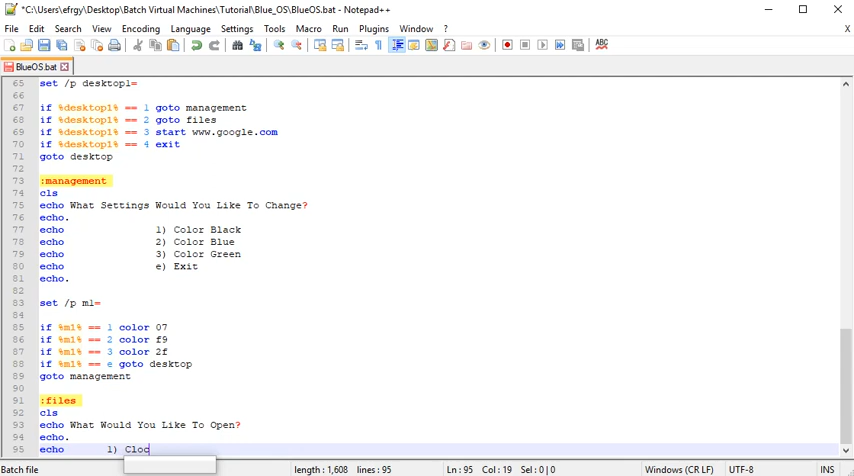 *C:\Users\efrgy\Desktop\Batch Virtual Machines\Tutorial\Blue_OS\BlueOS.bat - Notepad++
File Edit Search View Encoding Language Settings Tools Macro Run Plugins Window ? X
ABC
BlueOS.bat
65 set /p desktop1=
66
67 if %desktop1% == 1 goto management
68 if %desktop1% == 2 goto files
69 if %desktop1% == 3 start www.google.com
70 if %desktop1% == 4 exit
71 goto desktop
72
73 :management
74 cls
75 echo What Settings Would You Like To Change?
76 echo.
77 echo 1) Color Black
78 echo 2) Color Blue
79 echo 3) Color Green
80 echo e) Exit
81 echo.
82
83 set /p m1=
84
85 if %m1% == 1 color 07
86 if %m1% == 2 color f9
87 if %m1% == 3 color 2f
88 if %m1% == e goto desktop
89 goto management
90
91 :files
92 cls
93 echo What Would You Like To Open?
94 echo.
95 echo 1) Cloc
Batch file length : 1,608 lines : 95 Ln : 95 Col : 19 Sel : 0 | 0 Windows (CR LF) UTF-8 INS